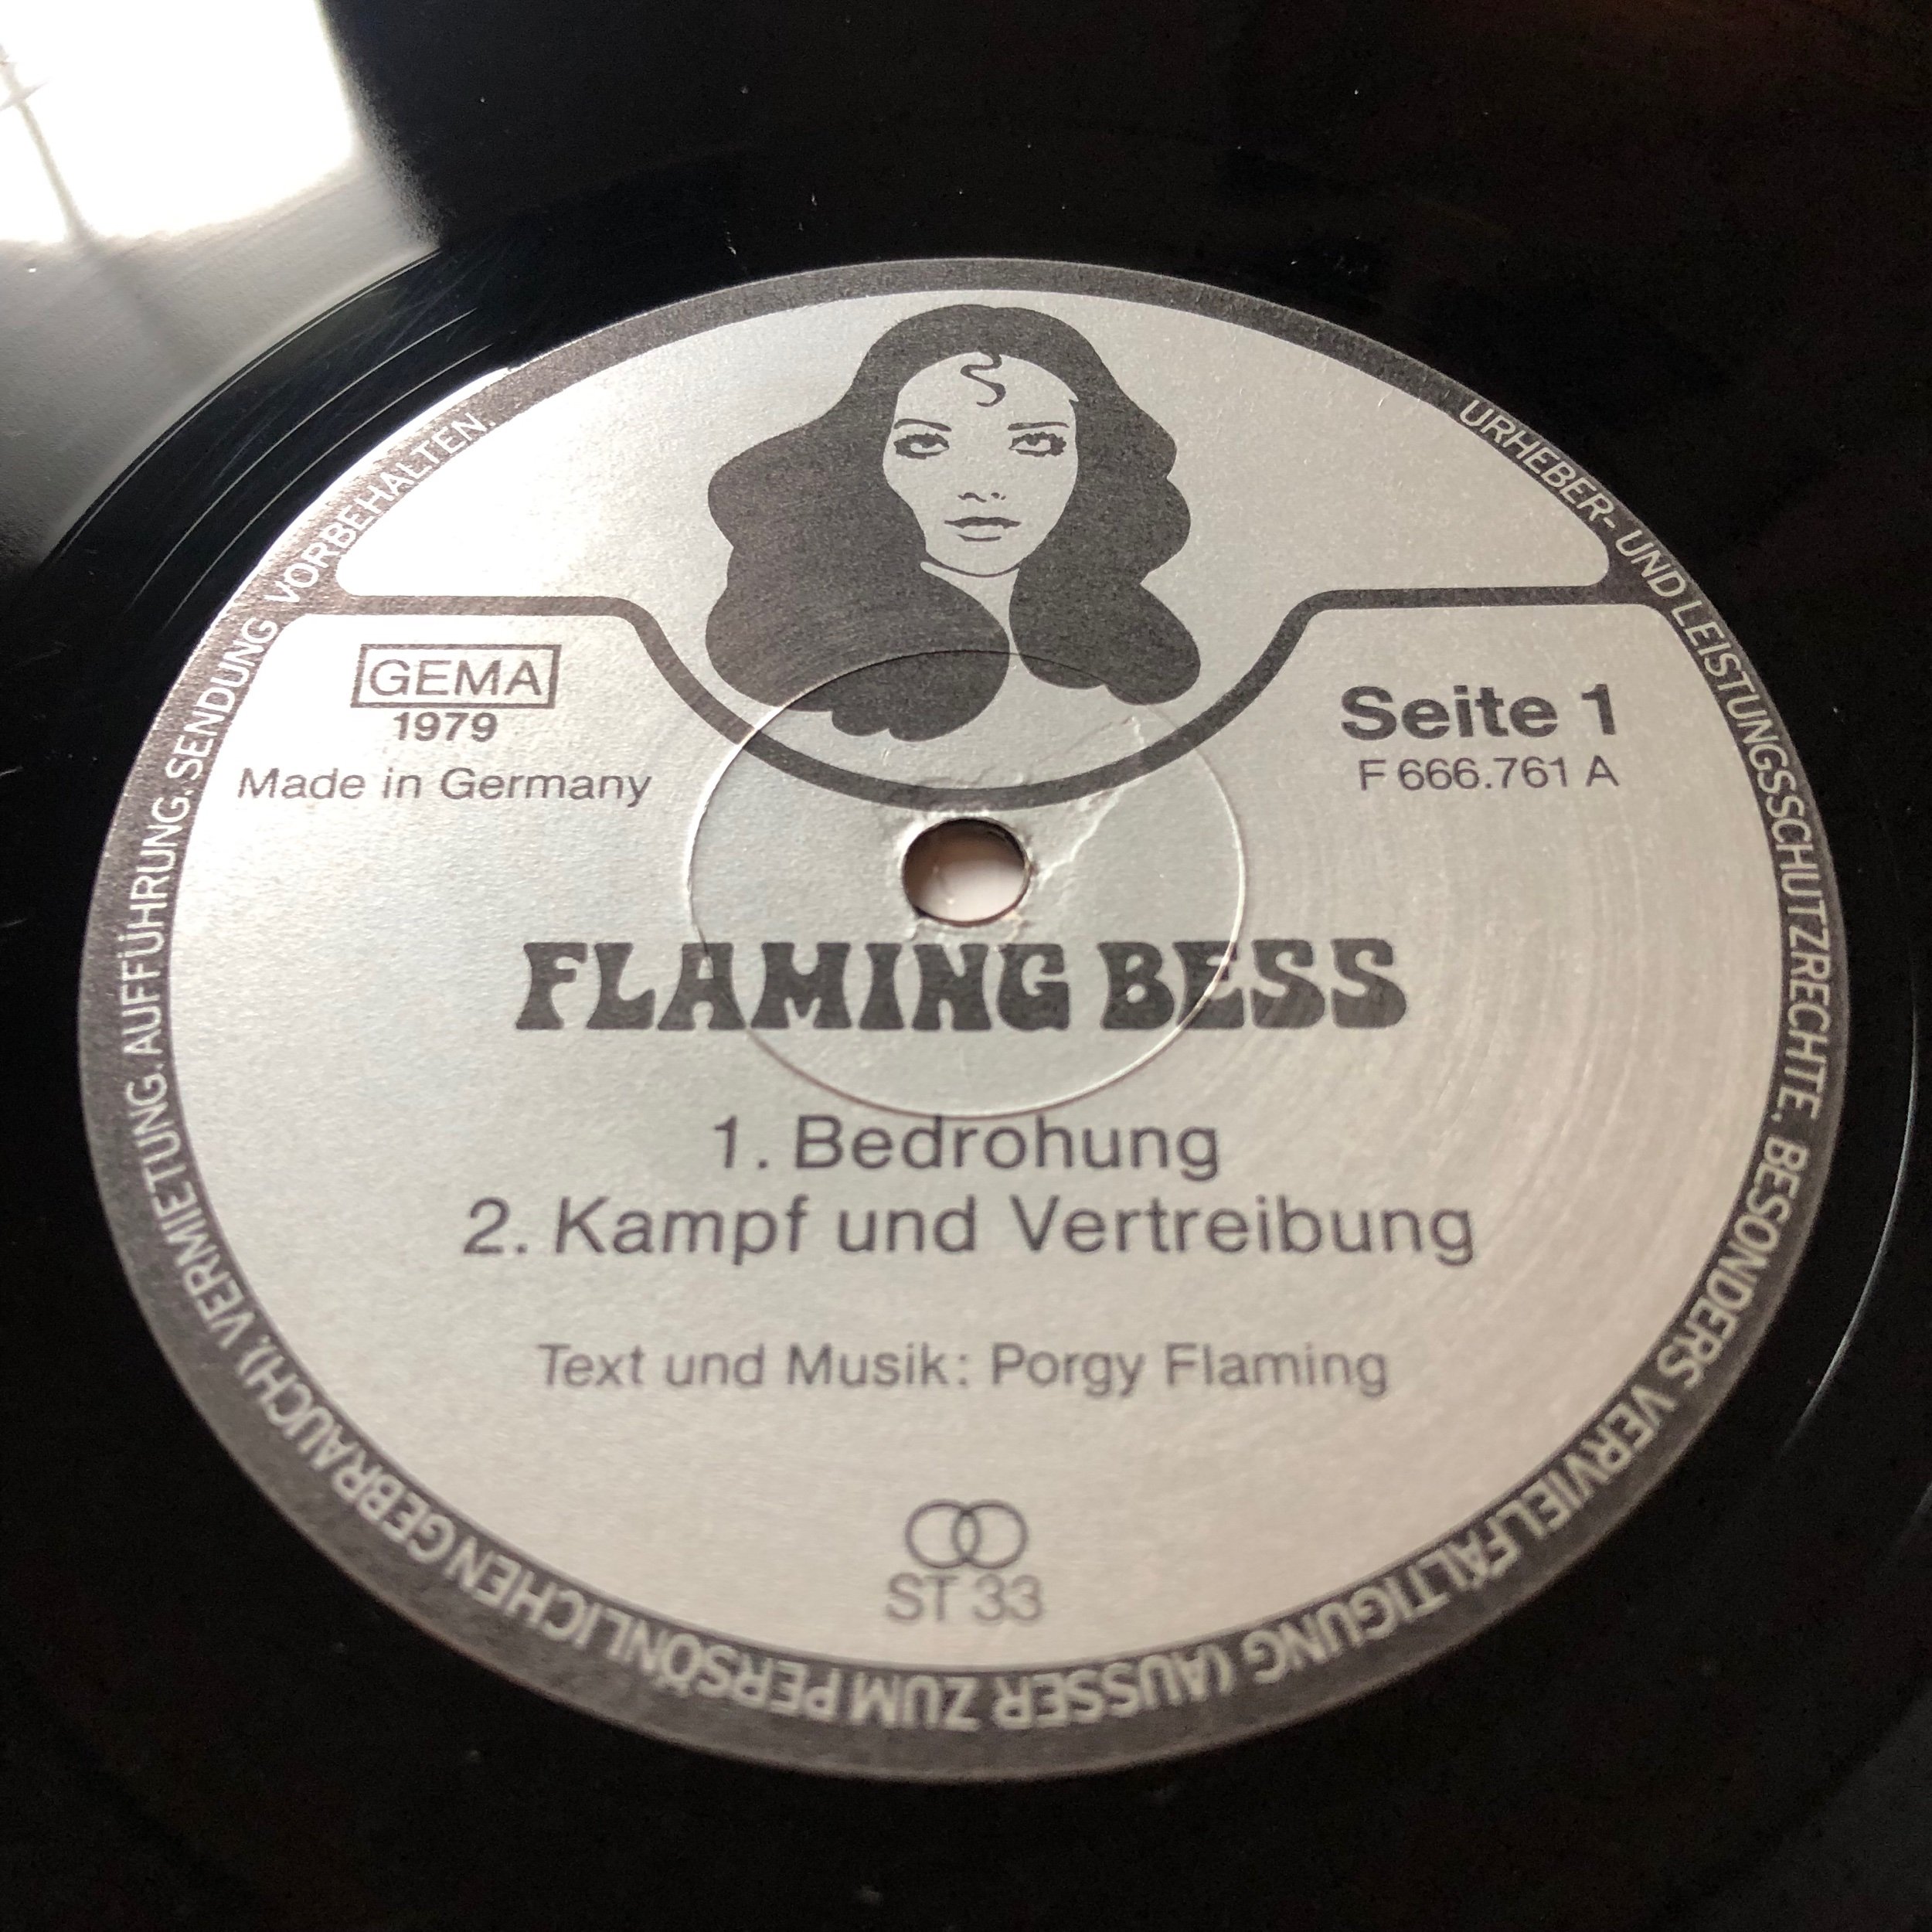 GEMA
1979
Made in Germany
Seite 1
F 666.761 A
FLAMING BESS
1. Bedrohung
2. Kampf und Vertreibung
Text und Musik: Porgy Flaming
ST 33
URHEBER- UND LEISTUNGSSCHUTZRECHTE. BESONDERS VERVIELFÄLTIGUNG (AUSSER ZUM PERSÖNLICHEN GEBRAUCH), VERMIETUNG. AUFFÜHRUNG. SENDUNG VORBEHALTEN.